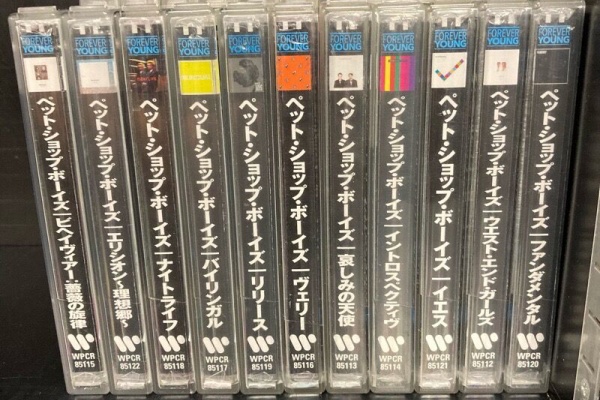 FOREVER YOUNG
ペット・ショップ・ボーイズ|ビヘイヴィアー・薔薇の旋律
WPCR
85115
FOREVER YOUNG
ペット・ショップ・ボーイズ|エリシオン~理想郷~
WPCR
85122
FOREVER YOUNG
ペット・ショップ・ボーイズ|ナイトライフ
WPCR
85118
FOREVER YOUNG
ペット・ショップ・ボーイズ|バイリンガル
WPCR
85117
FOREVER YOUNG
ペット・ショップ・ボーイズ|リリース
WPCR
85119
FOREVER YOUNG
ペット・ショップ・ボーイズ|ヴェリー
WPCR
85116
FOREVER YOUNG
ペット・ショップ・ボーイズ|哀しみの天使
WPCR
85113
FOREVER YOUNG
ペット・ショップ・ボーイズ|イントロスペクティヴ
WPCR
85114
FOREVER YOUNG
ペット・ショップ・ボーイズ|イエス
WPCR
85121
FOREVER YOUNG
ペット・ショップ・ボーイズ|ウエスト・エンド・ガールズ
WPCR
85112
FOREVER YOUNG
ペット・ショップ・ボーイズ|ファンダメンタル
WPCR
85120